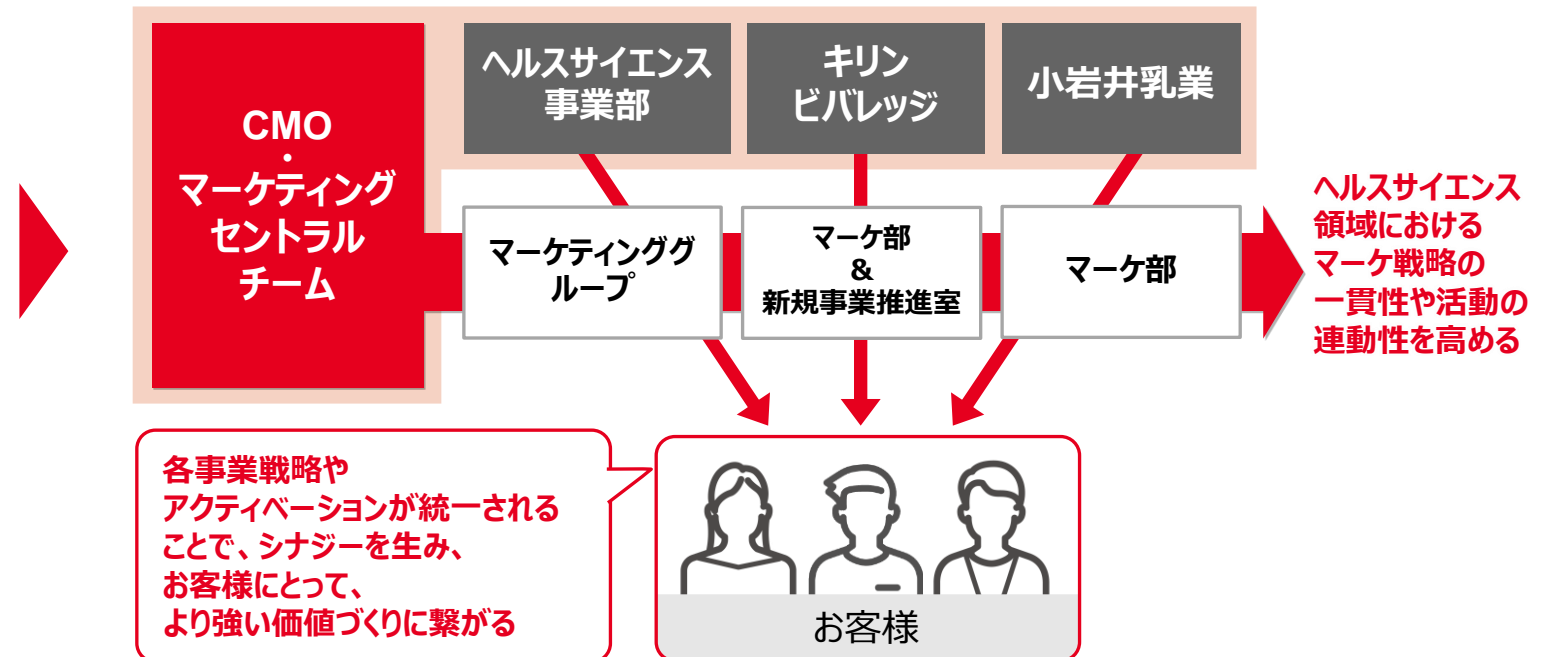 CMO
・
マーケティング
セントラル
チーム
ヘルスサイエンス
事業部
キリン
ビバレッジ
小岩井乳業
マーケティンググ
ループ
マーケ部
&
新規事業推進室
マーケ部
ヘルスサイエンス
領域における
マーケ戦略の
一貫性や活動の
連動性を高める
各事業戦略や
アクティベーションが統一される
ことで、シナジーを生み、
お客様にとって、
より強い価値づくりに繋がる
お客様